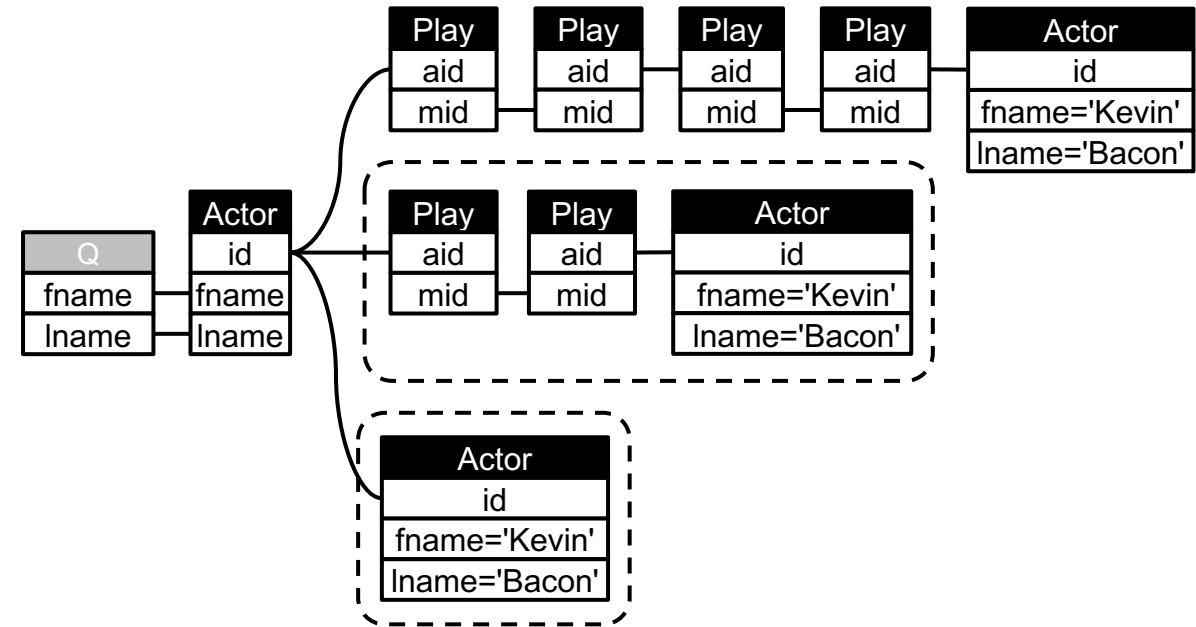 Play
aid
mid
Play
aid
mid
Play
aid
mid
Play
aid
mid
Actor
id
fname='Kevin'
lname='Bacon'
Q
fname
lname
Actor
id
fname
lname
Play
aid
mid
Play
aid
mid
Actor
id
fname='Kevin'
lname='Bacon'
Actor
id
fname='Kevin'
lname='Bacon'